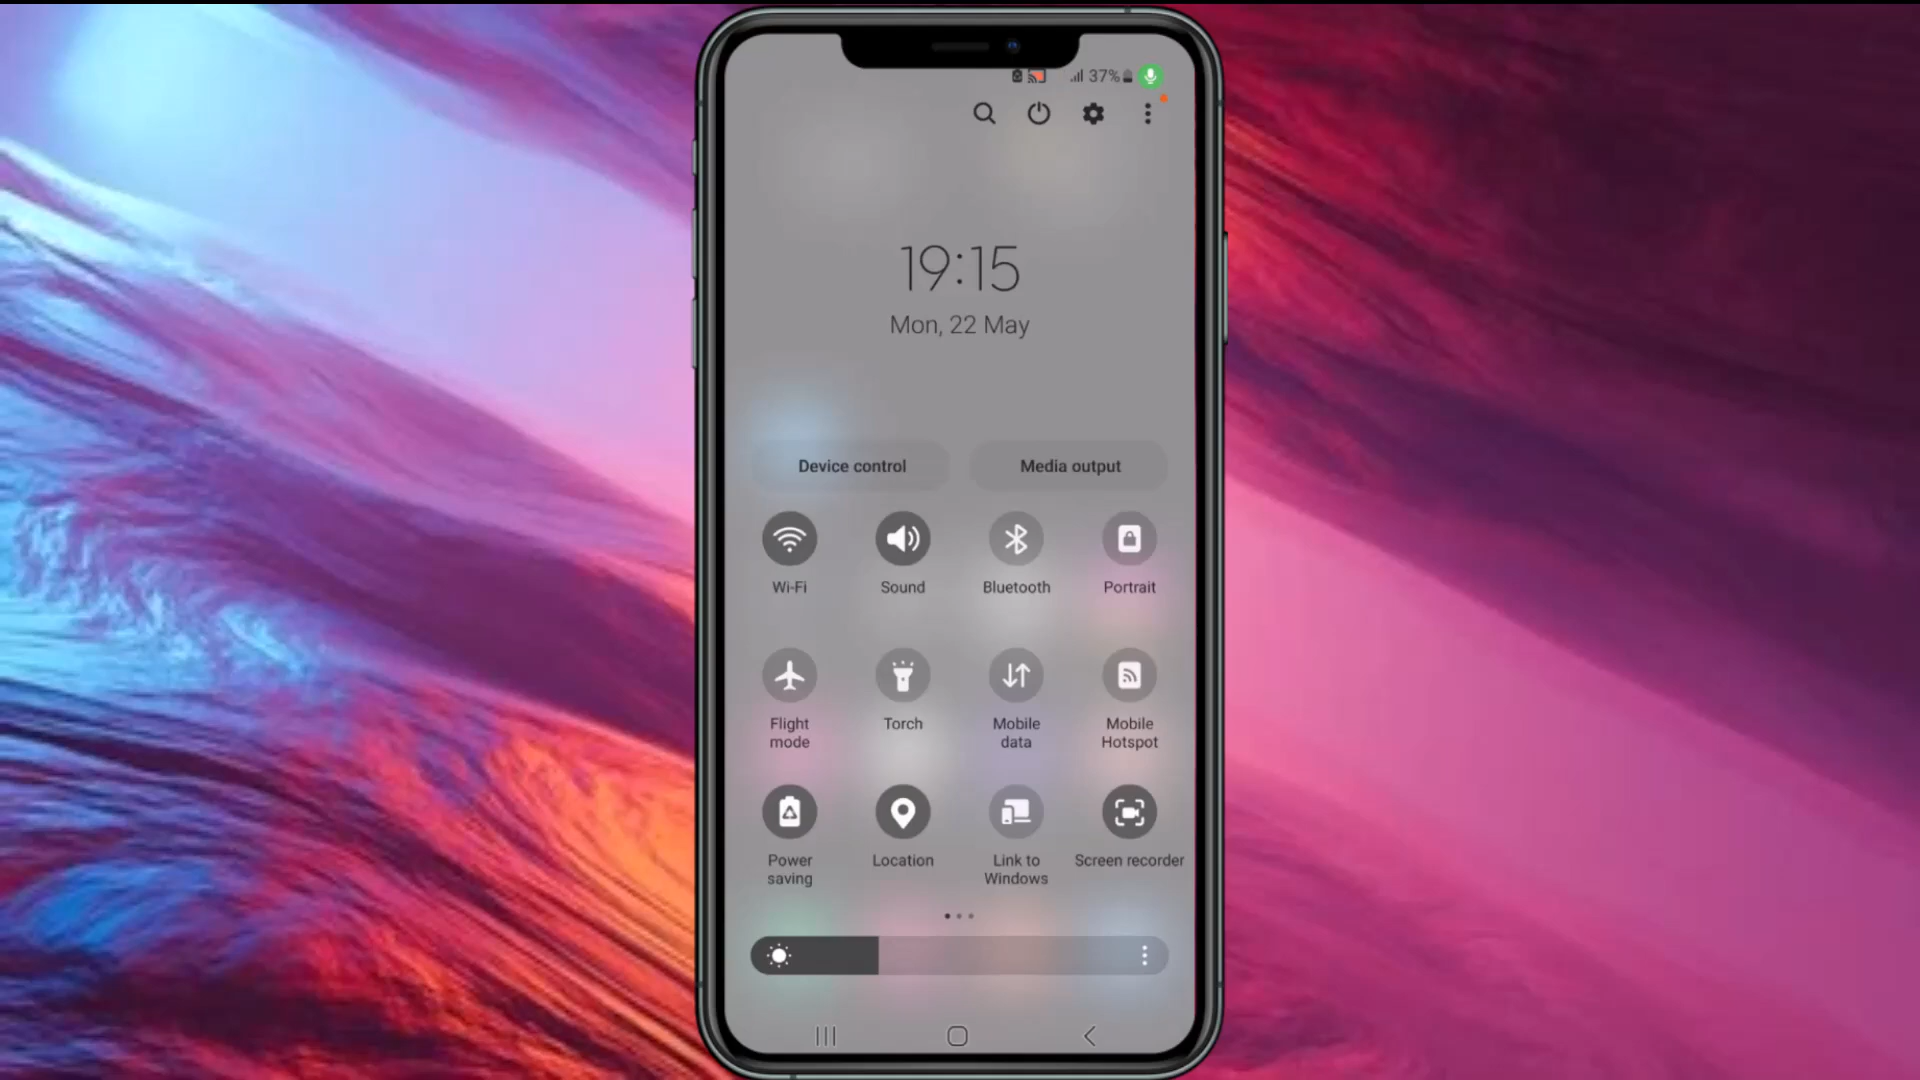 37%
19:15
Mon, 22 May
Device control
Media output
Wi-Fi
Sound
Bluetooth
Portrait
Flight
mode
Torch
Mobile
data
Mobile
Hotspot
Power
saving
Location
Link to
Windows
Screen recorder